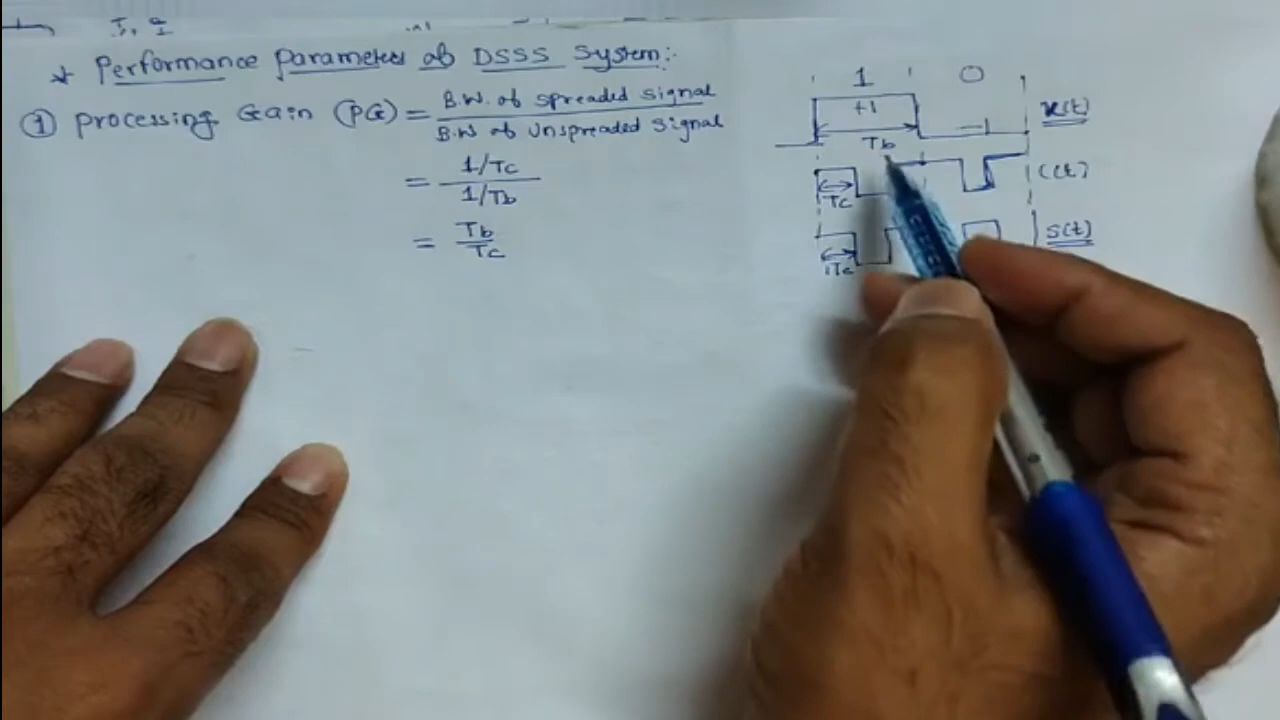 * Performance Parameters of DSSS System:-
① Processing Gain (PG) = B.W. of spreaded signal
B.W of Unspreaded signal
= 1/Tc
1/Tb
= Tb
Tc
1 0
+1 -1 x(t)
Tb
Tc c(t)
s(t)
Tc